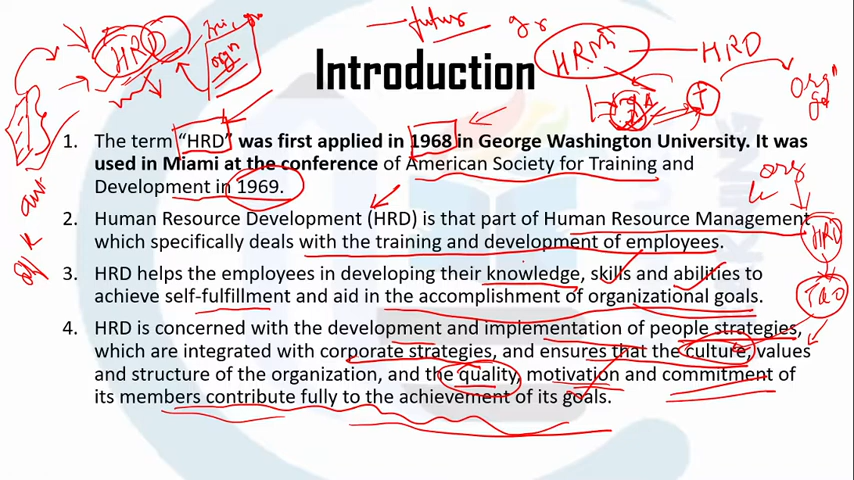 future
HRD
orgn
HRM
HRD
T
Introduction
1. The term “HRD” was first applied in 1968 in George Washington University. It was
used in Miami at the conference of American Society for Training and
Development in 1969.
2. Human Resource Development (HRD) is that part of Human Resource Management
which specifically deals with the training and development of employees.
HRD
3. HRD helps the employees in developing their knowledge, skills and abilities to
achieve self-fulfillment and aid in the accomplishment of organizational goals.
4. HRD is concerned with the development and implementation of people strategies,
which are integrated with corporate strategies, and ensures that the culture, values
and structure of the organization, and the quality, motivation and commitment of
its members contribute fully to the achievement of its goals.